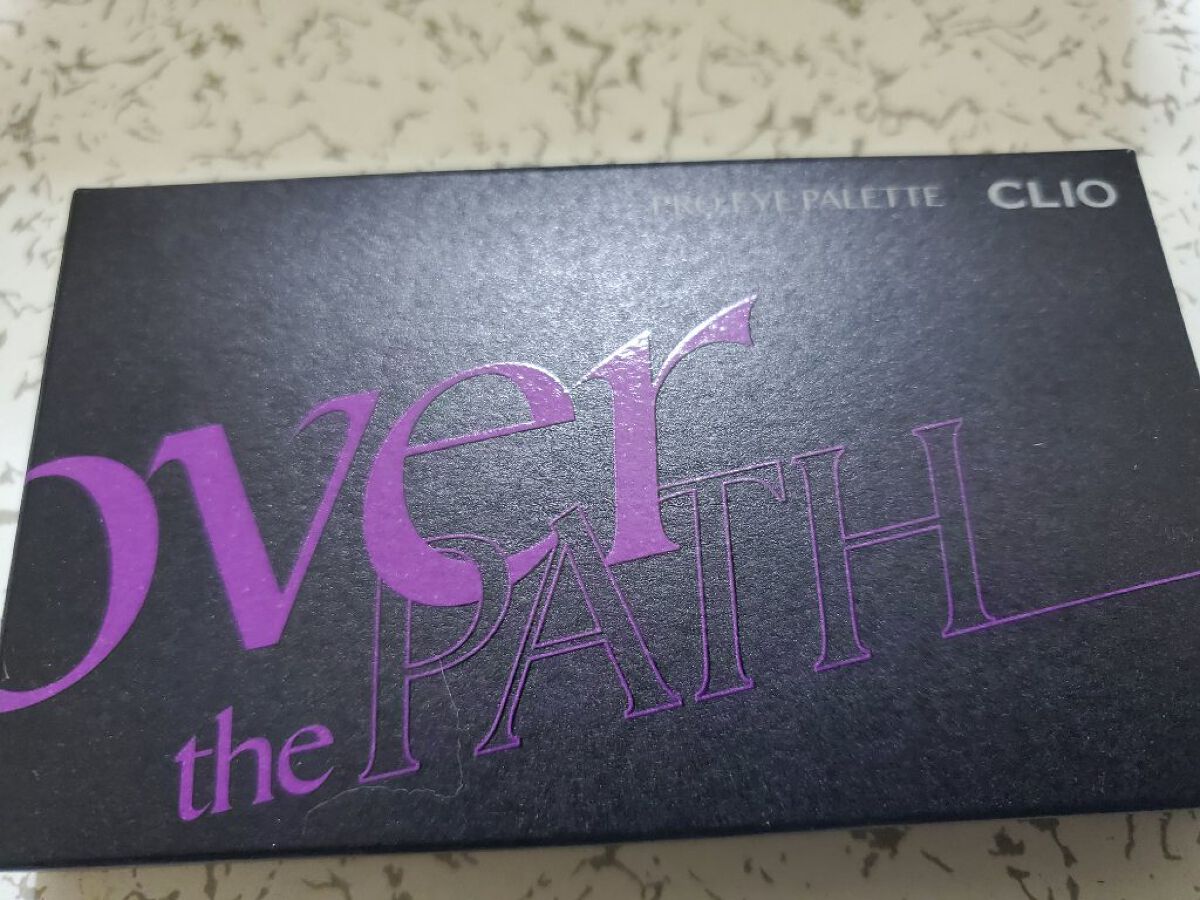 PRO EYE PALETTE CLIO
over
the PATH